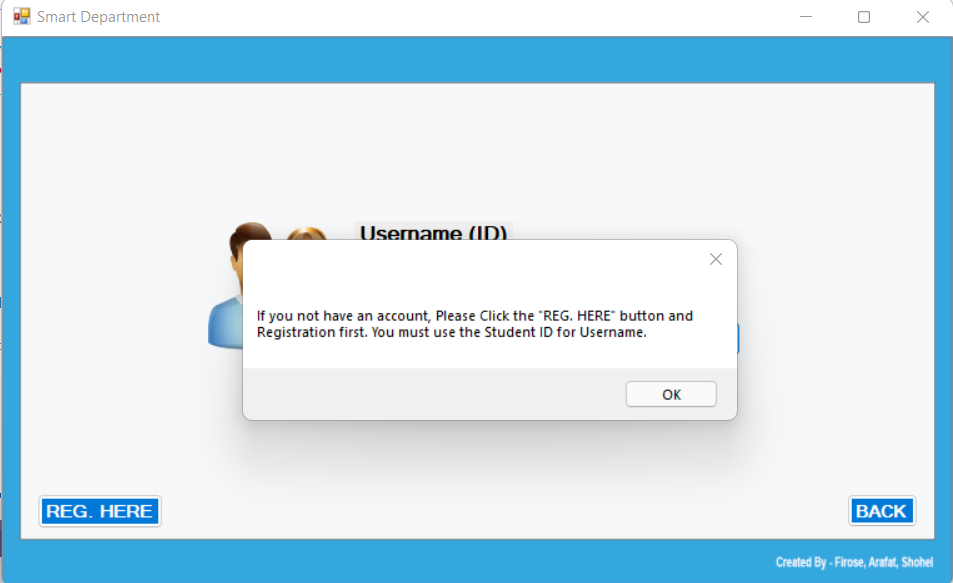 Smart Department
Username (ID)
If you not have an account, Please Click the "REG. HERE" button and
Registration first. You must use the Student ID for Username.
OK
REG. HERE
BACK
Created By - Firose, Arafat, Shohel